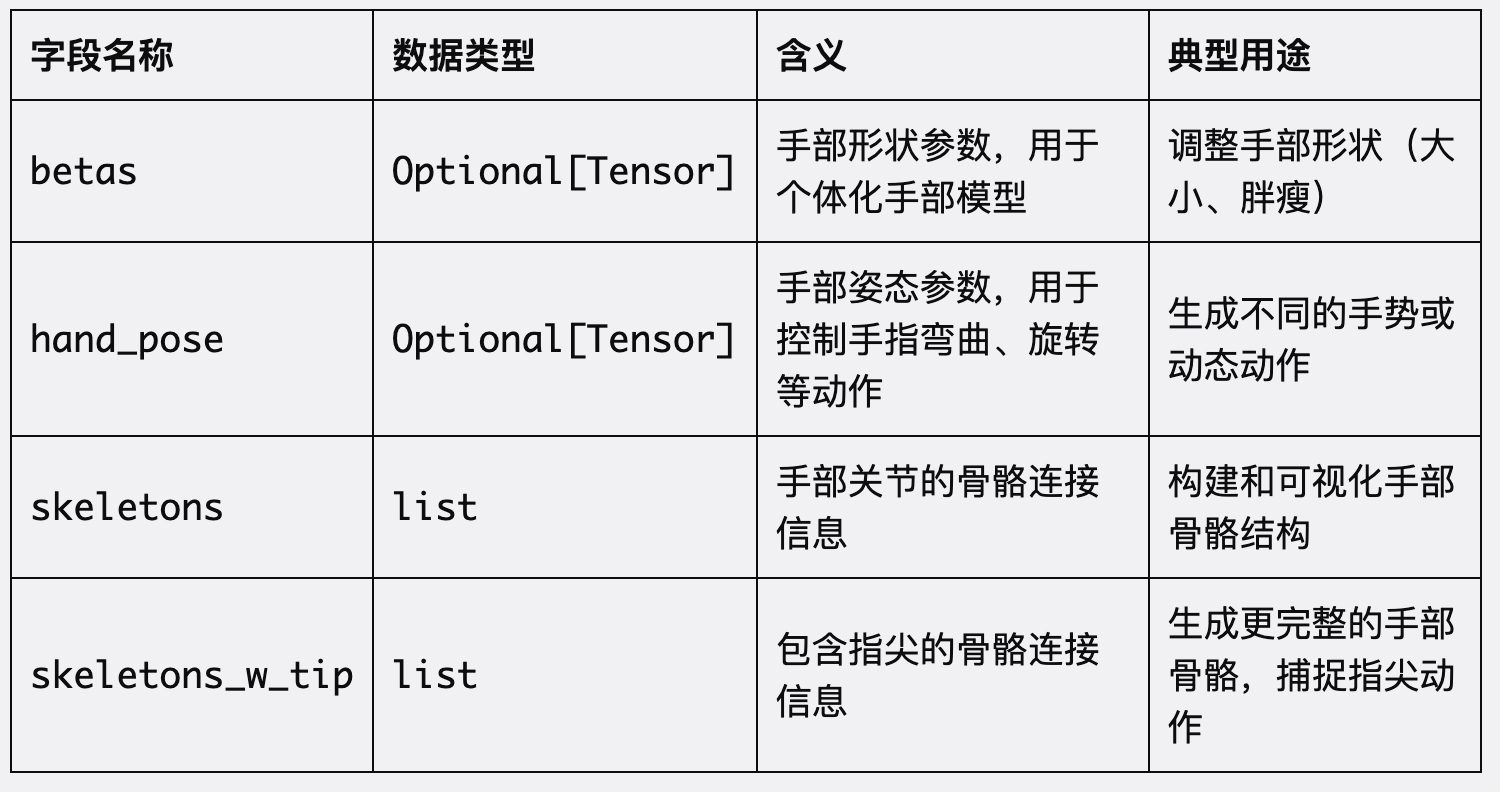 字段名称 数据类型 含义 典型用途
betas Optional[Tensor] 手部形状参数，用于
个体化手部模型 调整手部形状（大
小、胖瘦）
hand_pose Optional[Tensor] 手部姿态参数，用于
控制手指弯曲、旋转
等动作 生成不同的手势或
动态动作
skeletons list 手部关节的骨骼连接
信息 构建和可视化手部
骨骼结构
skeletons_w_tip list 包含指尖的骨骼连接
信息 生成更完整的手部
骨骼，捕捉指尖动
作